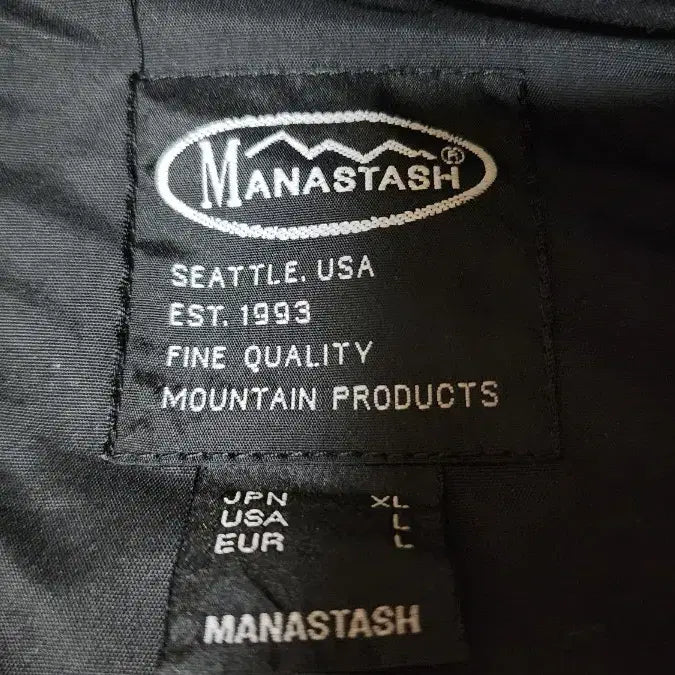 MANASTASH®
SEATTLE, USA
EST. 1993
FINE QUALITY
MOUNTAIN PRODUCTS
JPN XL
USA L
EUR L
MANASTASH